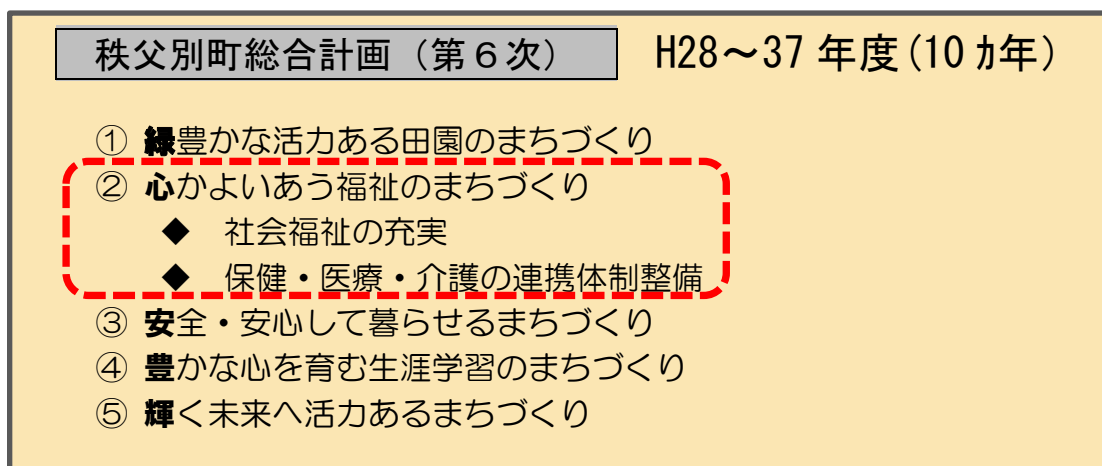 秩父別町総合計画（第６次） H28～37年度(10ｶ年)
① 緑豊かな活力ある田園のまちづくり
② 心かよいあう福祉のまちづくり
◆ 社会福祉の充実
◆ 保健・医療・介護の連携体制整備
③ 安全・安心して暮らせるまちづくり
④ 豊かな心を育む生涯学習のまちづくり
⑤ 輝く未来へ活力あるまちづくり